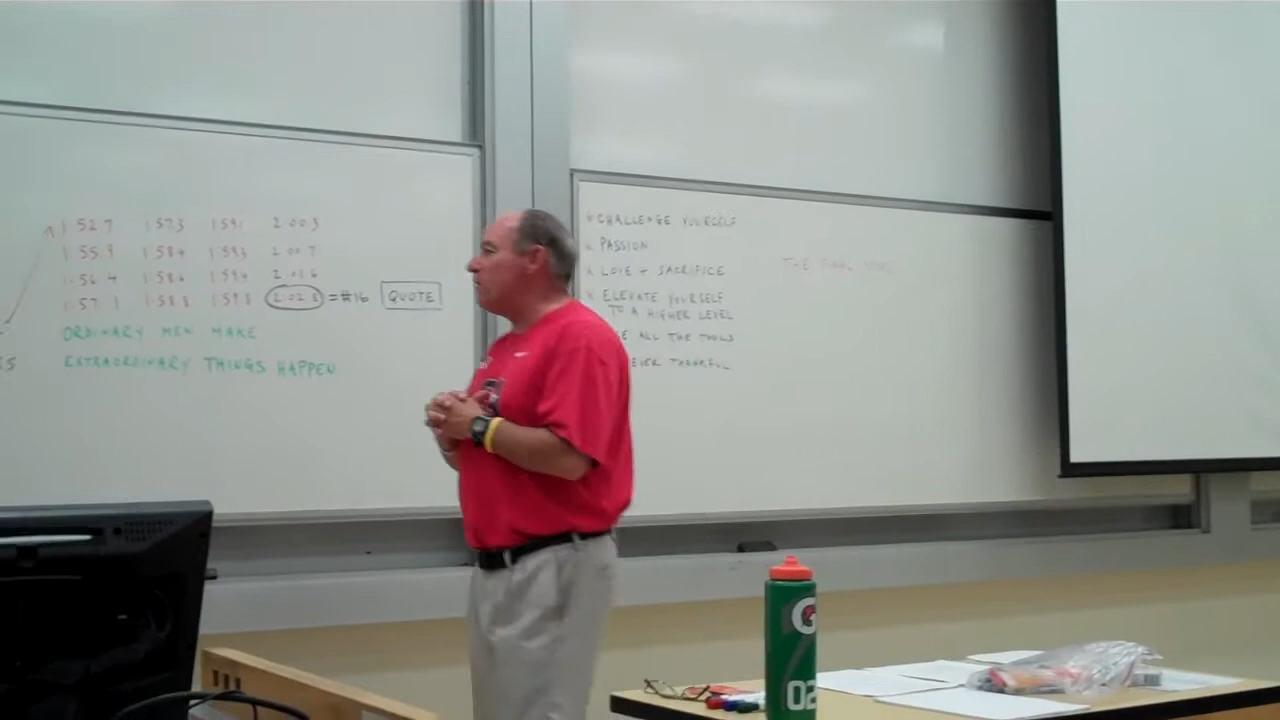 1:52.7 1:57.3 1:59.1 2:00.5
1:55.9 1:58.4 1:59.3 2:00.7
1:56.4 1:58.6 1:59.4 2:01.6
1:57.1 1:58.8 1:59.8 2:02.8 = #16 QUOTE
ORDINARY MEN MAKE
EXTRAORDINARY THINGS HAPPEN
CHALLENGE YOURSELF
PASSION
LOVE + SACRIFICE
ELEVATE YOURSELF
TO A HIGHER LEVEL
ALL THE TOOLS
EVER THANKFUL
THE FINAL
G
02